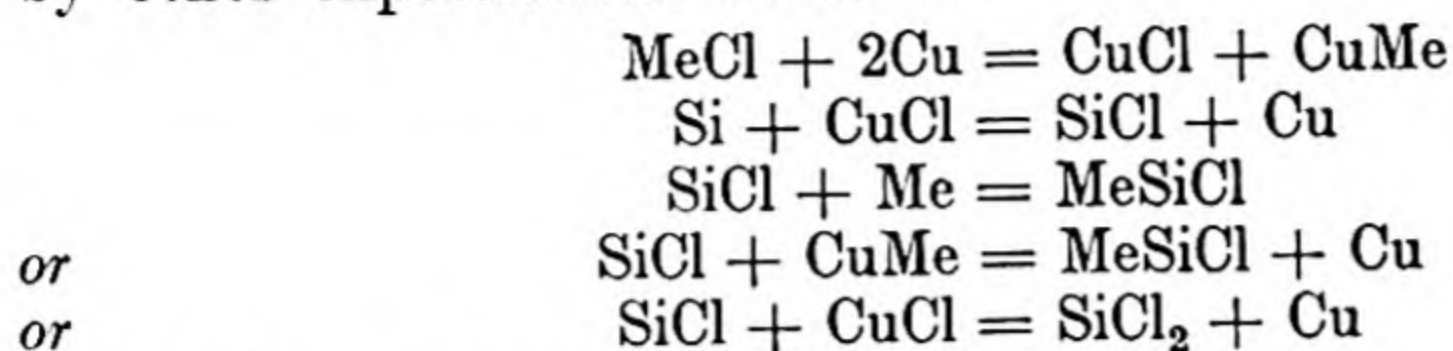 MeCl + 2Cu = CuCl + CuMe
Si + CuCl = SiCl + Cu
SiCl + Me = MeSiCl
or SiCl + CuMe = MeSiCl + Cu
or SiCl + CuCl = SiCl₂ + Cu